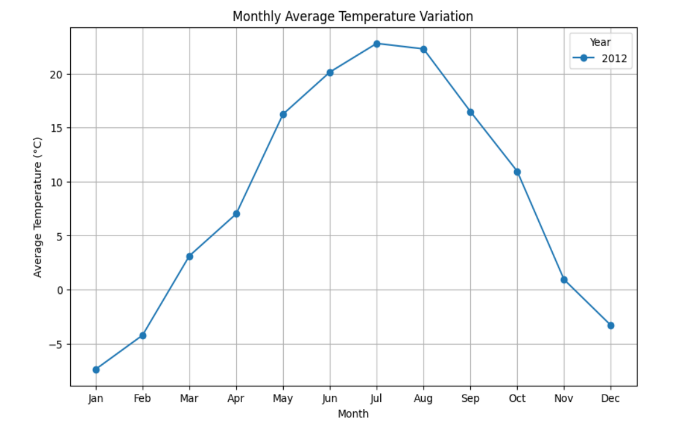 Monthly Average Temperature Variation
Year
2012
20
15
10
5
0
−5
Average Temperature (°C)
Jan Feb Mar Apr May Jun Jul Aug Sep Oct Nov Dec
Month